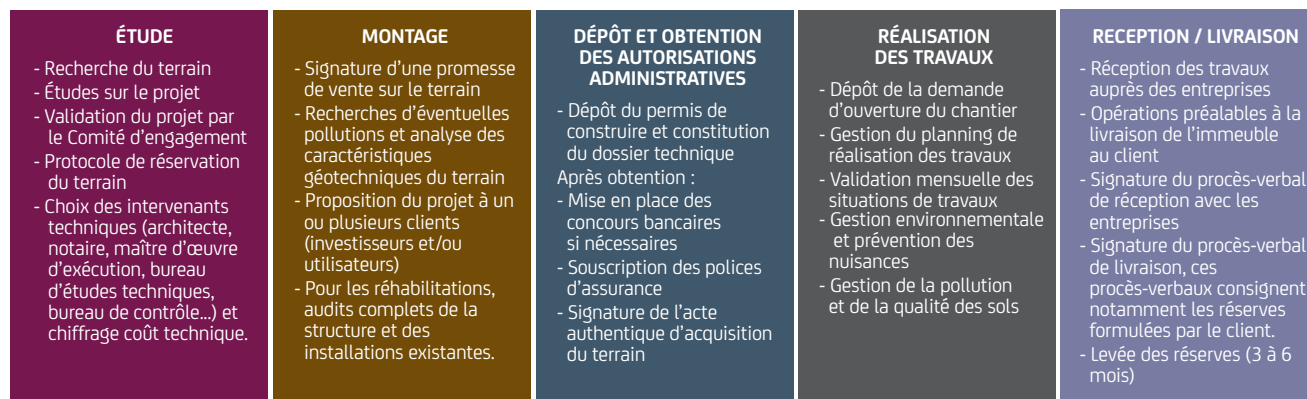 ÉTUDE
- Recherche du terrain
- Études sur le projet
- Validation du projet par
le Comité d'engagement
- Protocole de réservation
du terrain
- Choix des intervenants
techniques (architecte,
notaire, maître d'œuvre
d'exécution, bureau
d'études techniques,
bureau de contrôle...) et
chiffrage coût technique.
MONTAGE
- Signature d'une promesse
de vente sur le terrain
- Recherches d'éventuelles
pollutions et analyse des
caractéristiques
géotechniques du terrain
- Proposition du projet à un
ou plusieurs clients
(investisseurs et/ou
utilisateurs)
- Pour les réhabilitations,
audits complets de la
structure et des
installations existantes.
DÉPÔT ET OBTENTION
DES AUTORISATIONS
ADMINISTRATIVES
- Dépôt du permis de
construire et constitution
du dossier technique
Après obtention :
- Mise en place des
concours bancaires
si nécessaires
- Souscription des polices
d'assurance
- Signature de l'acte
authentique d'acquisition
du terrain
RÉALISATION
DES TRAVAUX
- Dépôt de la demande
d'ouverture du chantier
- Gestion du planning de
réalisation des travaux
- Validation mensuelle des
situations de travaux
- Gestion environnementale
et prévention des
nuisances
- Gestion de la pollution
et de la qualité des sols
RECEPTION / LIVRAISON
- Réception des travaux
auprès des entreprises
- Opérations préalables à la
livraison de l'immeuble
au client
- Signature du procès-verbal
de réception avec les
entreprises
- Signature du procès-verbal
de livraison, ces
procès-verbaux consignent
notamment les réserves
formulées par le client.
- Levée des réserves (3 à 6
mois)